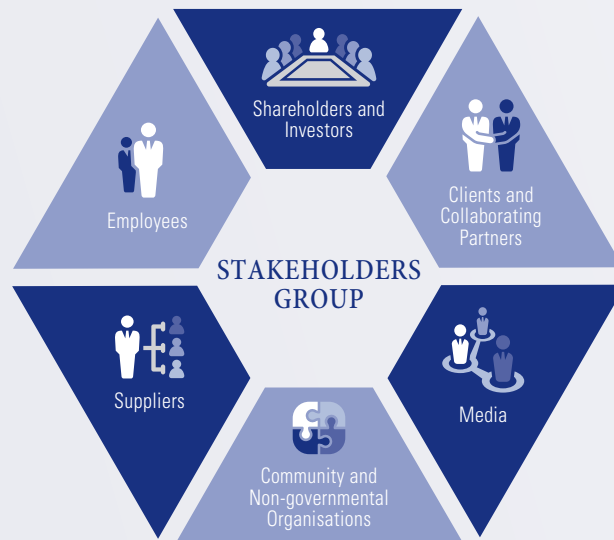 Shareholders and
Investors
Employees
Clients and
Collaborating
Partners
STAKEHOLDERS
GROUP
Suppliers
Media
Community and
Non-governmental
Organisations